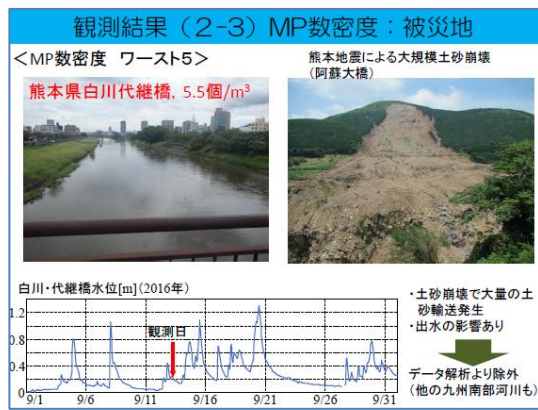 観測結果（2-3）MP数密度：被災地
＜MP数密度　ワースト5＞
熊本県白川代継橋, 5.5個/m³
熊本地震による大規模土砂崩壊
（阿蘇大橋）
白川・代継橋水位[m]（2016年）
1.2
0.8
0.4
0
観測日
9/1
9/6
9/11
9/16
9/21
9/26
9/31
・土砂崩壊で大量の土
砂輸送発生
・出水の影響あり
データ解析より除外
（他の九州南部河川も）